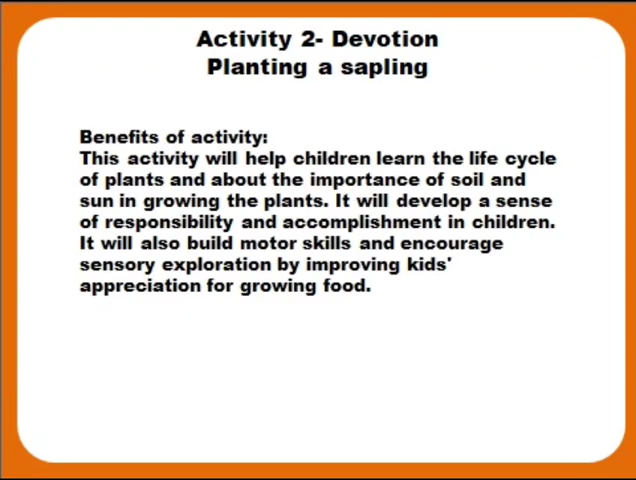 Activity 2- Devotion
Planting a sapling
Benefits of activity:
This activity will help children learn the life cycle
of plants and about the importance of soil and
sun in growing the plants. It will develop a sense
of responsibility and accomplishment in children.
It will also build motor skills and encourage
sensory exploration by improving kids'
appreciation for growing food.